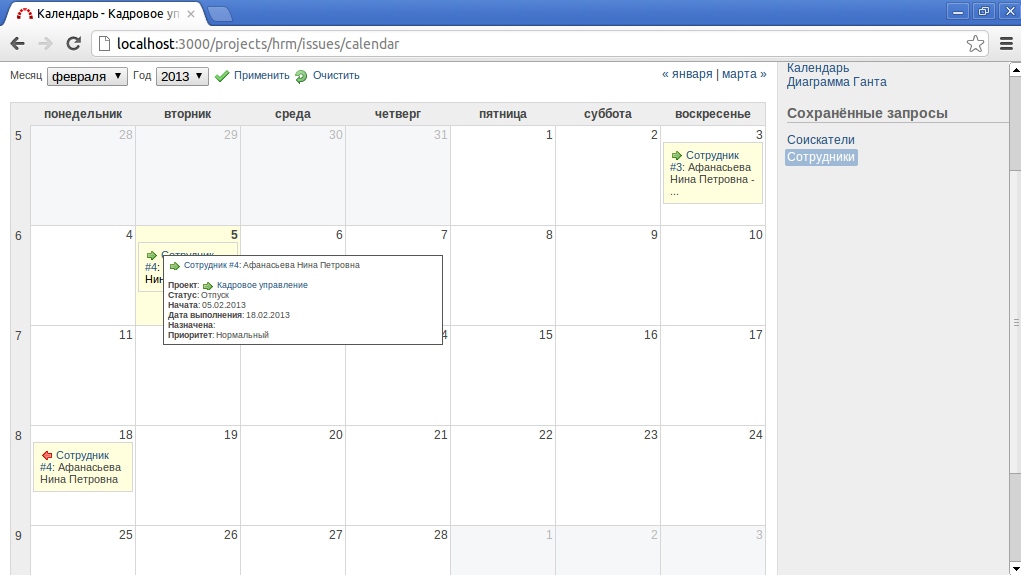 Календарь - Кадровое уп
localhost:3000/projects/hrm/issues/calendar
Месяц февраля Год 2013 Применить Очистить
« января | марта »
Календарь
Диаграмма Ганта
Сохранённые запросы
Соискатели
Сотрудники
понедельник вторник среда четверг пятница суббота воскресенье
5 28 29 30 31 1 2 3
Сотрудник
#3: Афанасьева
Нина Петровна -
...
6 4 5 6 7 8 9 10
#4:
Сотрудник #4: Афанасьева Нина Петровна
Проект: Кадровое управление
Статус: Отпуск
Начата: 05.02.2013
Дата выполнения: 18.02.2013
Назначена:
Приоритет: Нормальный
7 11 15 16 17
8 18 19 20 21 22 23 24
Сотрудник
#4: Афанасьева
Нина Петровна
9 25 26 27 28 1 2 3